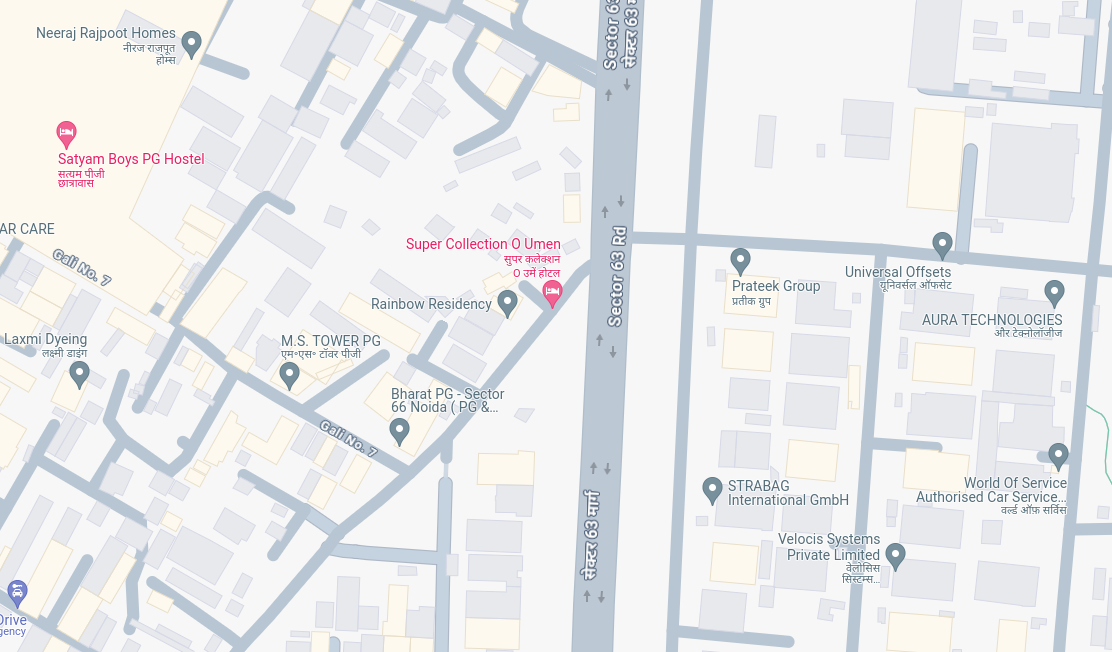 Neeraj Rajpoot Homes
नीरज राजपूत
होम्स
Sector 63
सेक्टर 63 मा
Satyam Boys PG Hostel
सत्यम पीजी
छात्रावास
AR CARE
Gali No. 7
Super Collection O Umen
सुपर कलेक्शन
O उमें होटल
Sector 63 Rd
Rainbow Residency
Universal Offsets
यूनिवर्सल ऑफसेट
Prateek Group
प्रतीक ग्रुप
AURA TECHNOLOGIES
और टेक्नोलॉजीज
Laxmi Dyeing
लक्ष्मी डाइंग
M.S. TOWER PG
एम॰एस॰ टॉवर पीजी
Bharat PG - Sector
66 Noida ( PG &...
Gali No. 7
STRABAG
International GmbH
World Of Service
Authorised Car Service...
वर्ल्ड ऑफ़ सर्विस
सेक्टर 63 मार्ग
Velocis Systems
Private Limited
वेलोसिस
सिस्टम्स...
Drive
gency